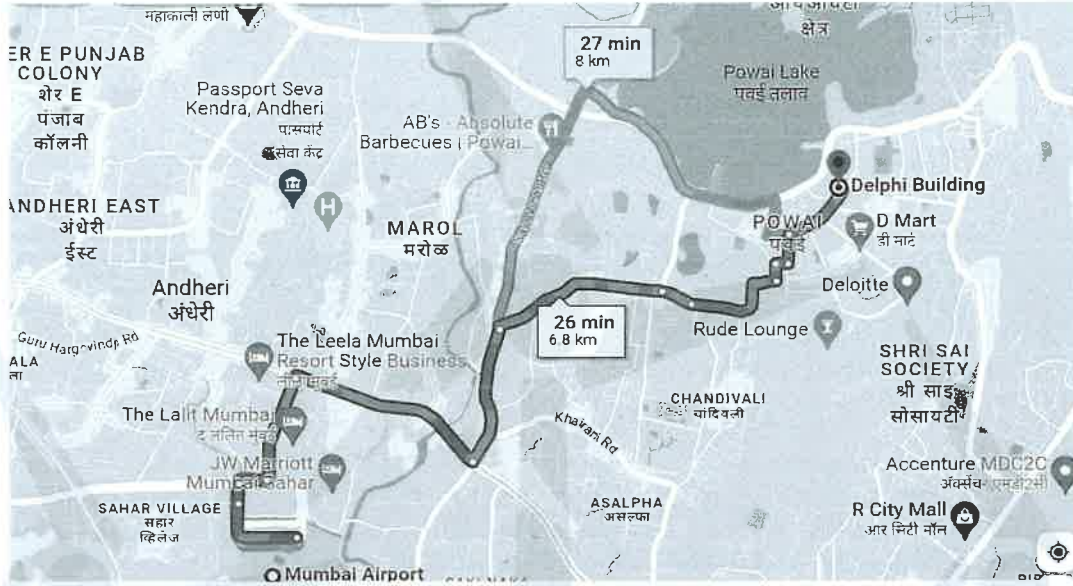 महाकाली लेणी
ER E PUNJAB
COLONY
शेर E
पंजाब
कॉलनी
Passport Seva
Kendra, Andheri
पासपोर्ट
सेवा केंद्र
27 min
8 km
क्षेत्र
Powai Lake
पवई तलाव
AB's - Absolute
Barbecues | Powai...
Delphi Building
ANDHERI EAST
अंधेरी
ईस्ट
H
MAROL
मरोळ
POWAI
पवई
D Mart
डी मार्ट
Andheri
अंधेरी
Deloitte
Guru Hargovindji Rd
ALA
ला
The Leela Mumbai -
Resort Style Business
26 min
6.8 km
Rude Lounge
SHRI SAI
SOCIETY
श्री साई
सोसायटी
The Lalit Mumbai
द ललित मुंबई
CHANDIVALI
चांदिवली
Khairani Rd
JW Marriott
Mumbai Sahar
Accenture MDC2C
SAHAR VILLAGE
सहार
व्हिलेज
ASALPHA
असल्फा
R City Mall
आर सिटी मॉल
Mumbai Airport